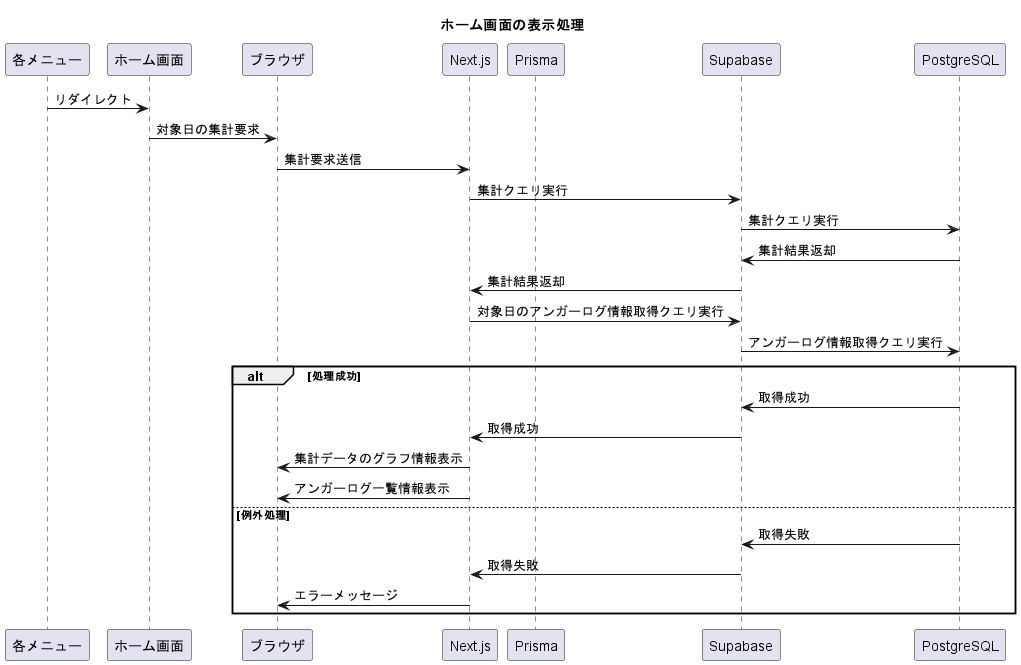 ホーム画面の表示処理
各メニュー ホーム画面 ブラウザ Next.js Prisma Supabase PostgreSQL
リダイレクト
対象日の集計要求
集計要求送信
集計クエリ実行
集計クエリ実行
集計結果返却
集計結果返却
対象日のアンガーログ情報取得クエリ実行
アンガーログ情報取得クエリ実行
alt [処理成功]
取得成功
取得成功
集計データのグラフ情報表示
アンガーログ一覧情報表示
[例外処理]
取得失敗
取得失敗
エラーメッセージ
各メニュー ホーム画面 ブラウザ Next.js Prisma Supabase PostgreSQL